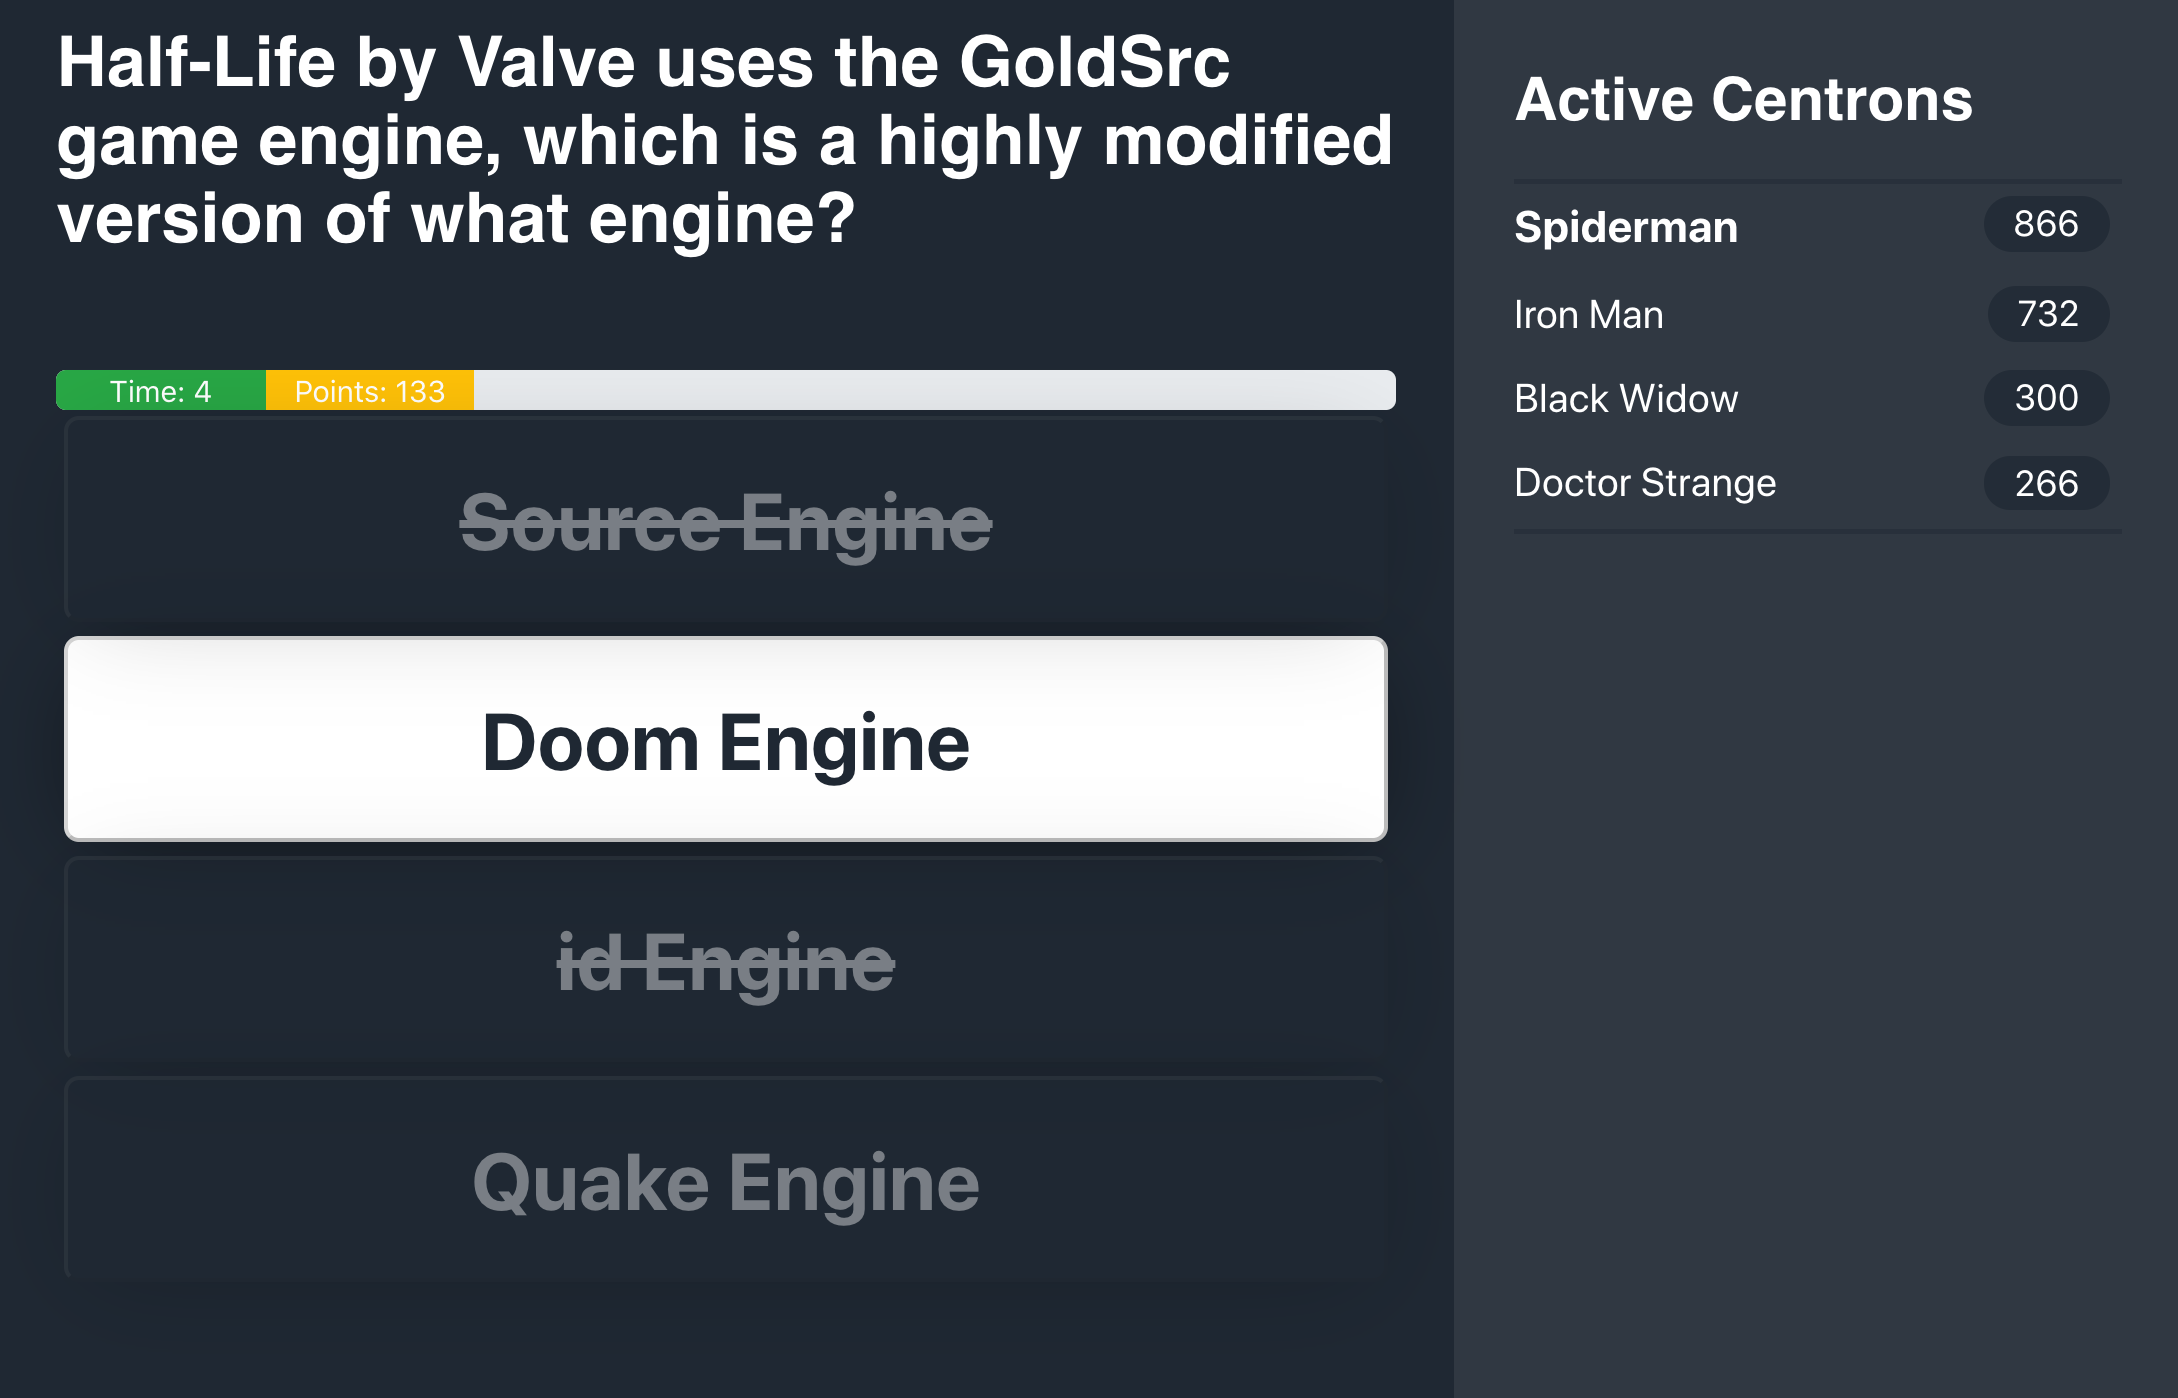 Half-Life by Valve uses the GoldSrc
game engine, which is a highly modified
version of what engine?
Time: 4 Points: 133
Source Engine
Doom Engine
id Engine
Quake Engine
Active Centrons
Spiderman 866
Iron Man 732
Black Widow 300
Doctor Strange 266